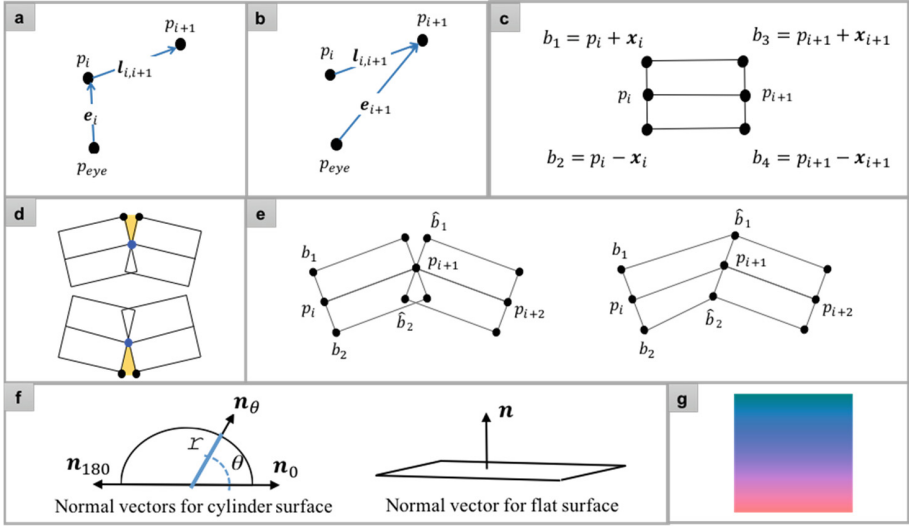 a
p_{i+1}
p_i
l_{i,i+1}
e_i
p_{eye}
b
p_{i+1}
p_i
l_{i,i+1}
e_{i+1}
p_{eye}
c
b_1 = p_i + x_i
b_3 = p_{i+1} + x_{i+1}
p_i
p_{i+1}
b_2 = p_i − x_i
b_4 = p_{i+1} − x_{i+1}
d
e
b̂_1
b_1
p_{i+1}
p_i
p_{i+2}
b̂_2
b_2
b̂_1
b_1
p_{i+1}
p_i
p_{i+2}
b̂_2
b_2
f
n_θ
r
θ
n_{180}
n_0
Normal vectors for cylinder surface
n
Normal vector for flat surface
g